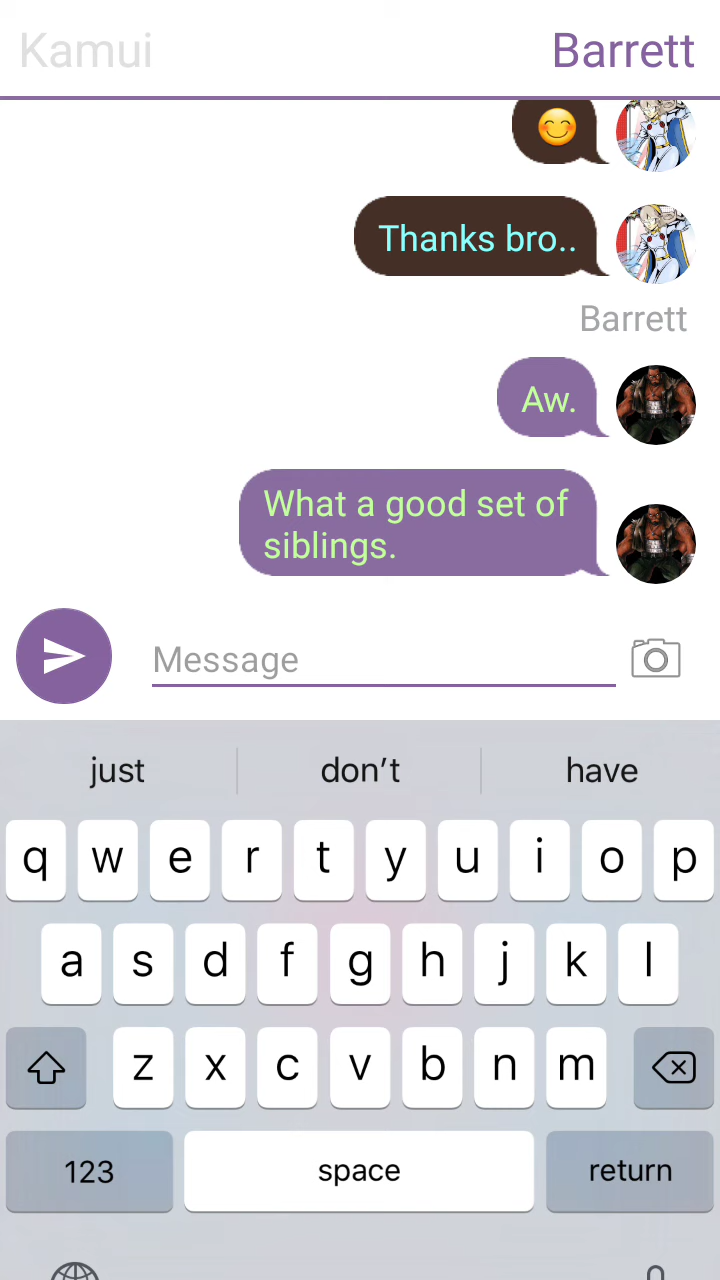 Kamui Barrett
😊
Thanks bro..
Barrett
Aw.
What a good set of
siblings.
Message
just don't have
q w e r t y u i o p
a s d f g h j k l
z x c v b n m
123 space return